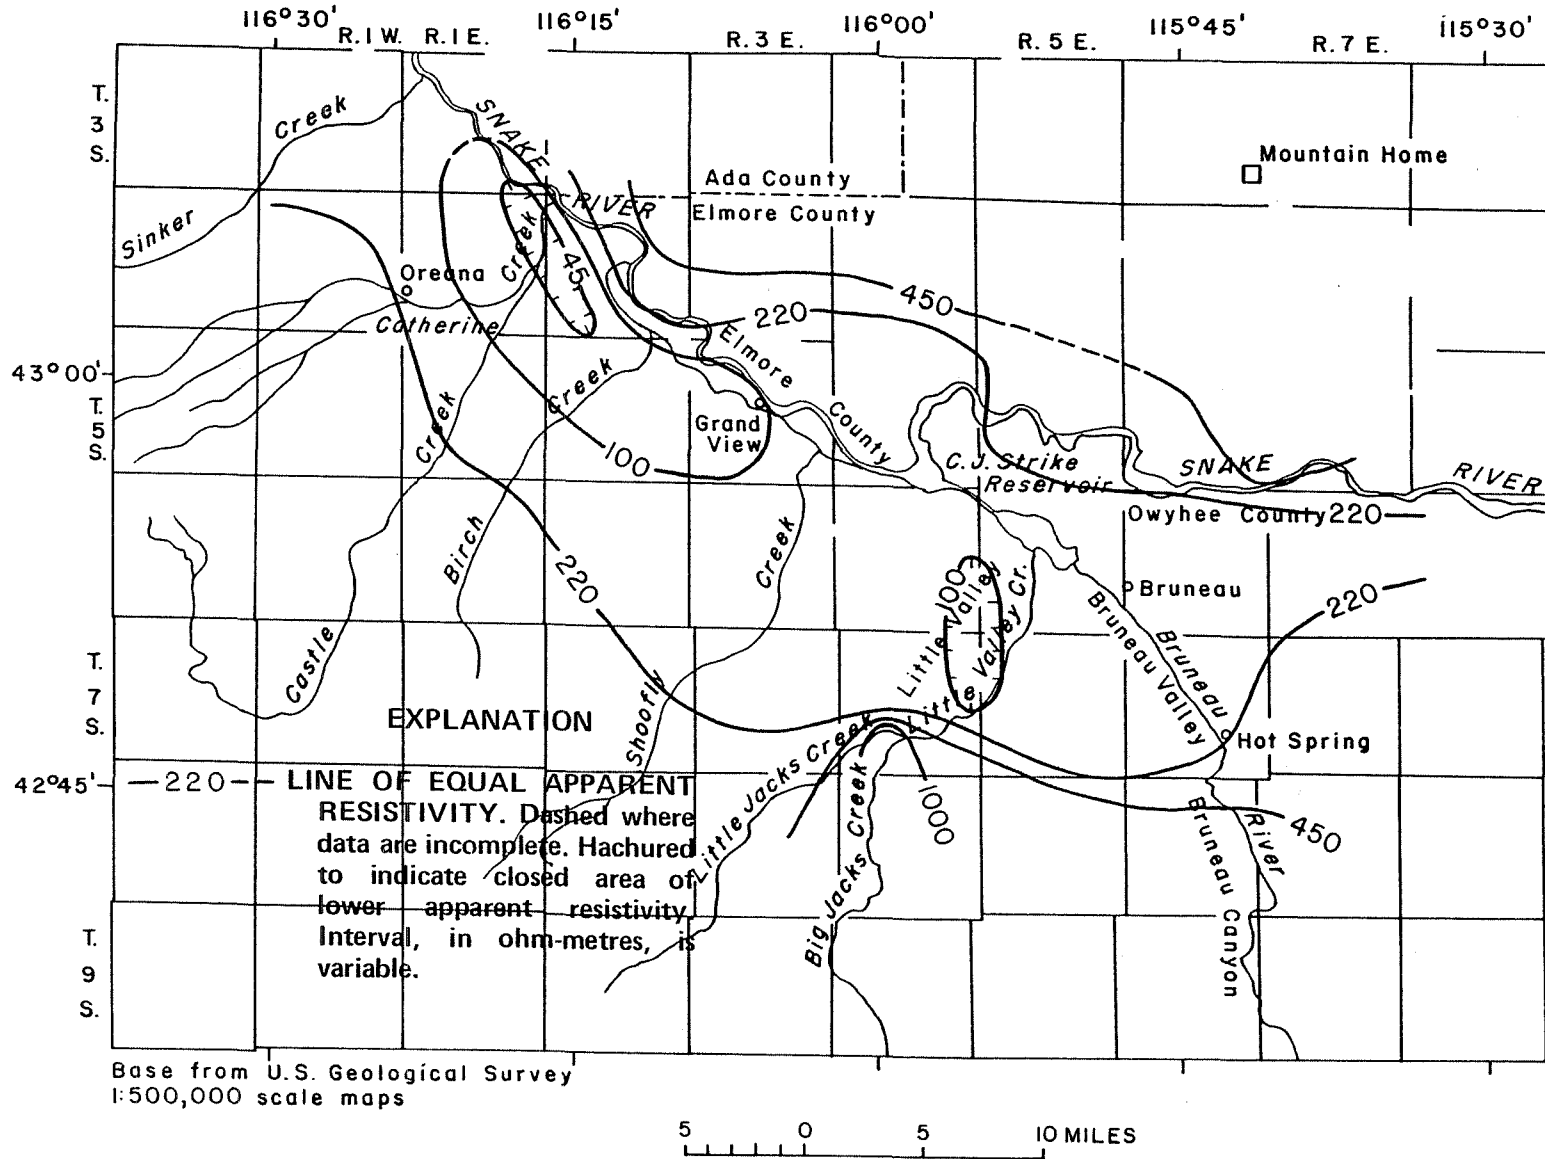 116°30' 116°15' 116°00' 115°45' 115°30'
R.1 W. R.1 E. R.3 E. R.5 E. R.7 E.
T.
3
S.
Creek
SNAKE
Mountain Home
Ada County
Elmore County
RIVER
Sinker
Creek
Oreana
45
450
220
Catherine
Elmore
County
43°00'
T.
5
S.
Creek
Creek
Grand
View
100
C.J. Strike
Reservoir
SNAKE
RIVER
Owyhee County
220
Birch
220
Creek
100
Little Valley
Little Valley Cr.
Bruneau
220
Bruneau Valley
Bruneau
Castle
T.
7
S.
Shoofly
Hot Spring
EXPLANATION
42°45'
—220—— LINE OF EQUAL APPARENT
RESISTIVITY. Dashed where
data are incomplete. Hachured
to indicate closed area of
lower apparent resistivity.
Interval, in ohm-metres, is
variable.
Little Jacks Creek
Big Jacks Creek
1000
450
River
Bruneau Canyon
T.
9
S.
Base from U.S. Geological Survey
1:500,000 scale maps
5 0 5 10 MILES